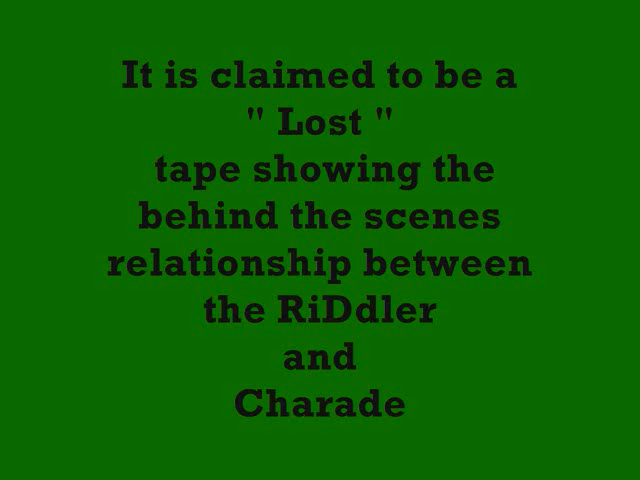 It is claimed to be a
" Lost "
tape showing the
behind the scenes
relationship between
the RiDdler
and
Charade